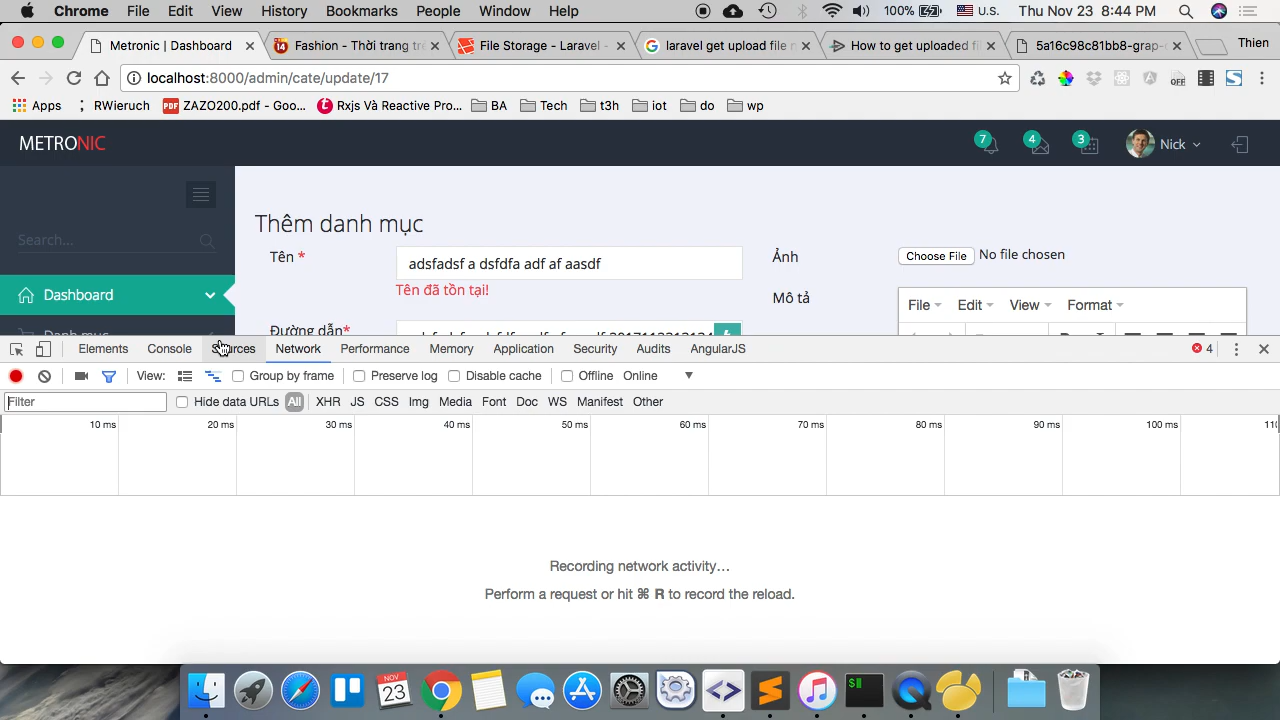 Chrome File Edit View History Bookmarks People Window Help 100% U.S. Thu Nov 23 8:44 PM
Metronic | Dashboard Fashion - Thời trang trẻ File Storage - Laravel - laravel get upload file n How to get uploaded fi 5a16c98c81bb8-grap- Thien
localhost:8000/admin/cate/update/17
Apps RWieruch ZAZO200.pdf - Goo... Rxjs Và Reactive Pro... BA Tech t3h iot do wp
METRONIC 7 4 3 Nick
Search...
Dashboard
Danh mục
Thêm danh mục
Tên *
adsfadsf a dsfdfa adf af aasdf
Tên đã tồn tại!
Đường dẫn*
Ảnh
Choose File No file chosen
Mô tả
File Edit View Format
Elements Console Sources Network Performance Memory Application Security Audits AngularJS 4
View: Group by frame Preserve log Disable cache Offline Online
Filter Hide data URLs All XHR JS CSS Img Media Font Doc WS Manifest Other
10 ms 20 ms 30 ms 40 ms 50 ms 60 ms 70 ms 80 ms 90 ms 100 ms
Recording network activity…
Perform a request or hit ⌘ R to record the reload.
NOV
23